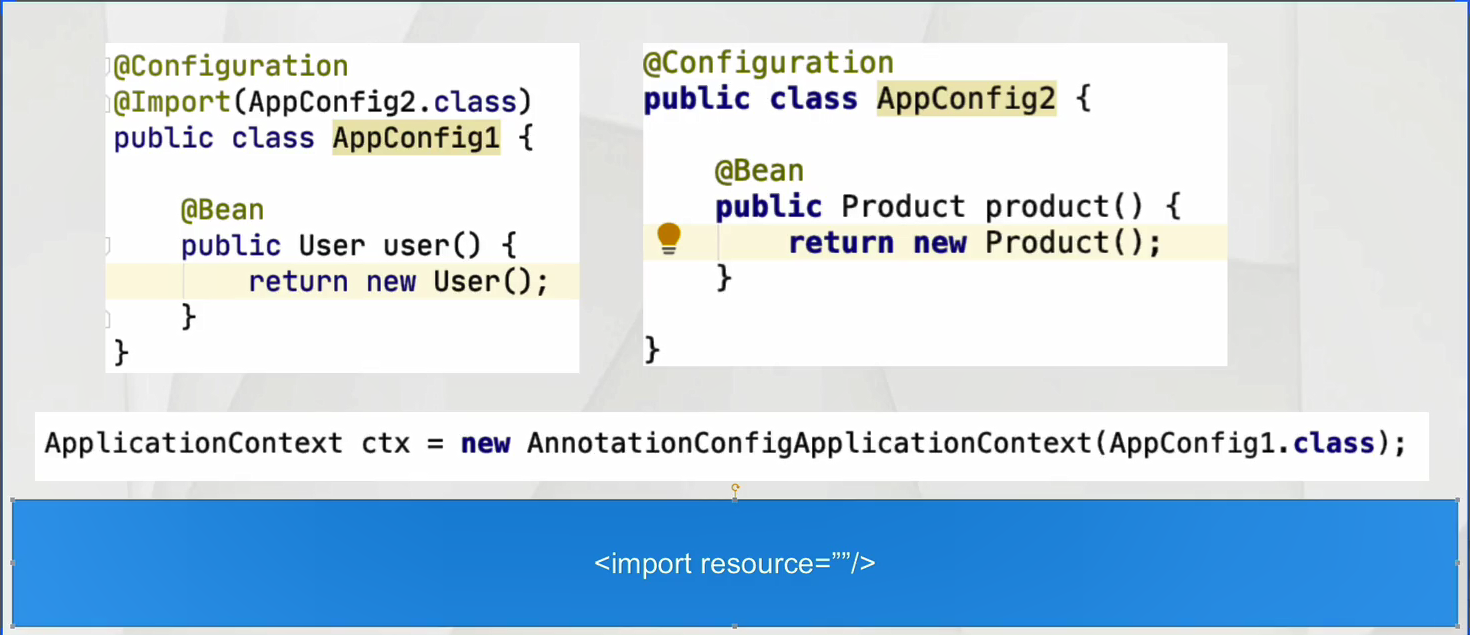 @Configuration
@Import(AppConfig2.class)
public class AppConfig1 {
@Bean
public User user() {
return new User();
}
}
@Configuration
public class AppConfig2 {
@Bean
public Product product() {
return new Product();
}
}
ApplicationContext ctx = new AnnotationConfigApplicationContext(AppConfig1.class);
<import resource=””/>